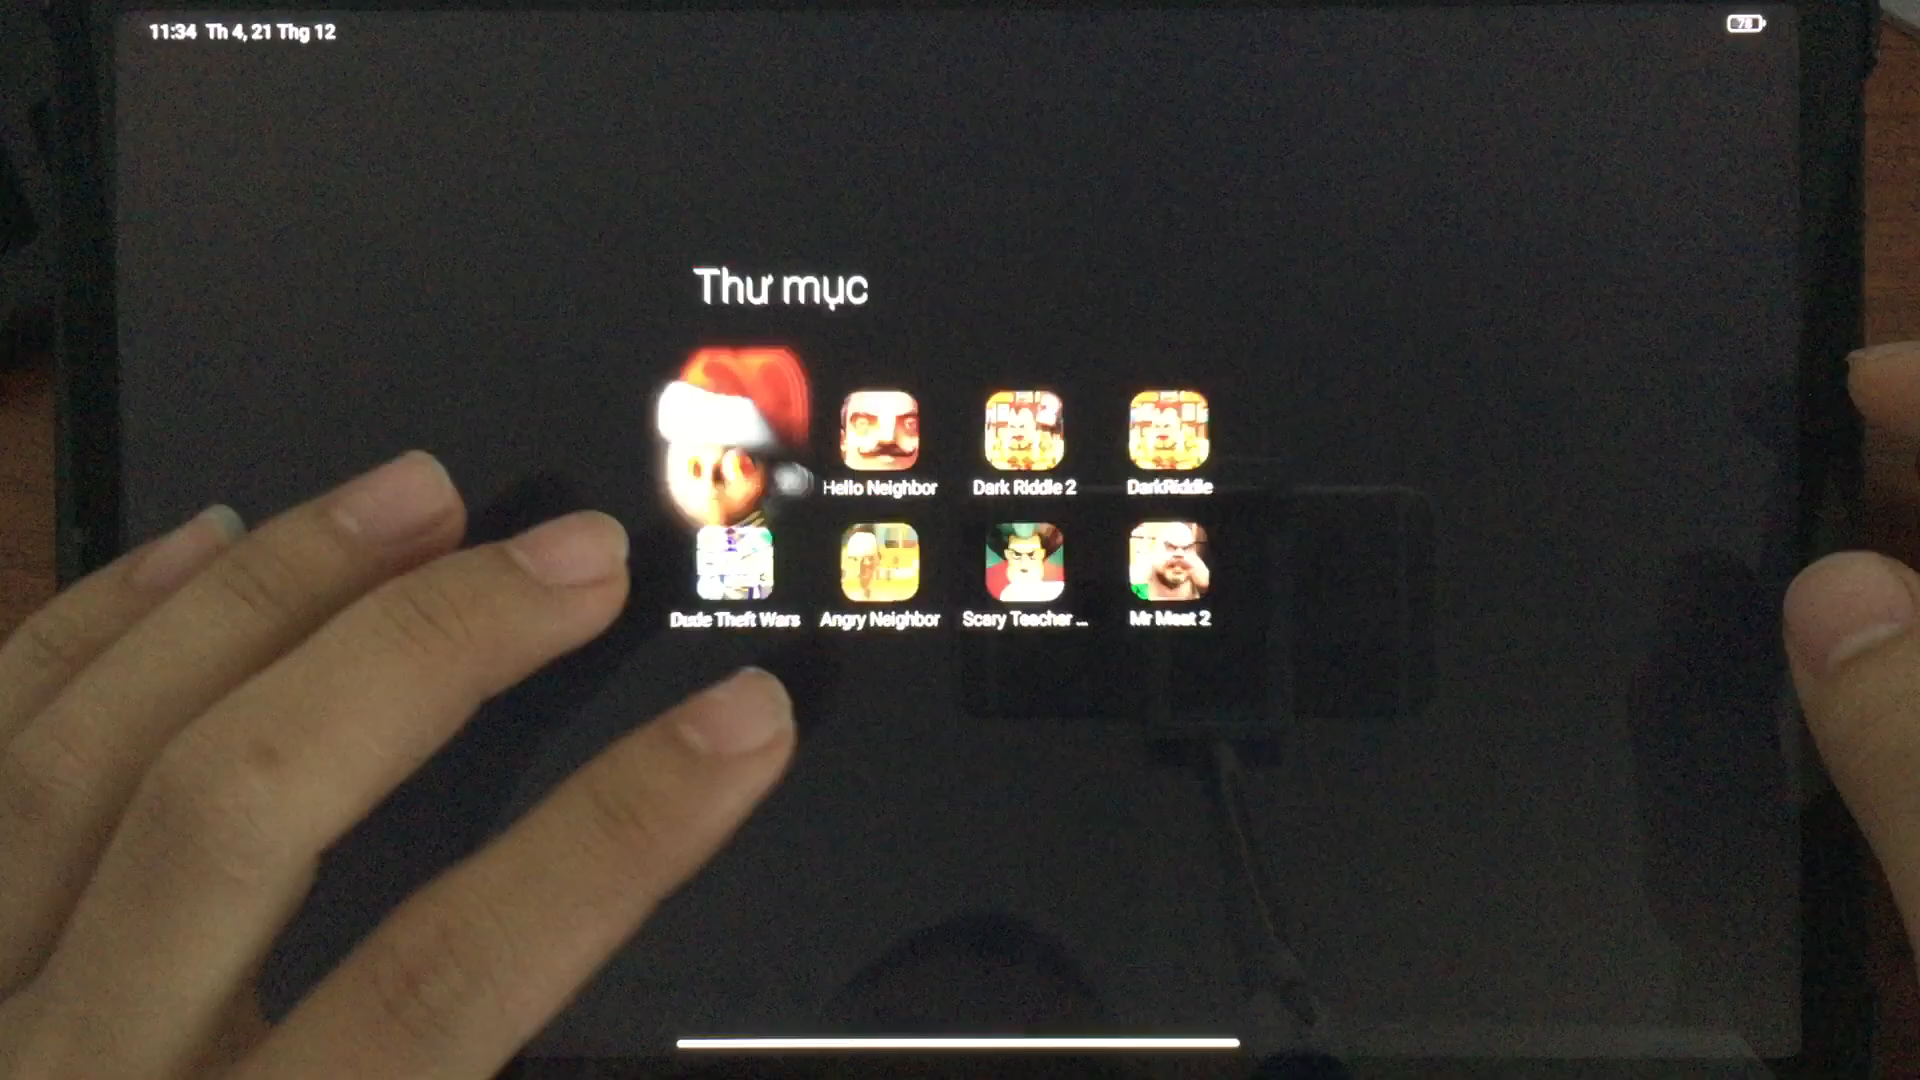 11:34 Th 4, 21 Thg 12
78
Thư mục
Hello Neighbor
Dark Riddle 2
DarkRiddle
Dude Theft Wars
Angry Neighbor
Scary Teacher ...
Mr Meat 2